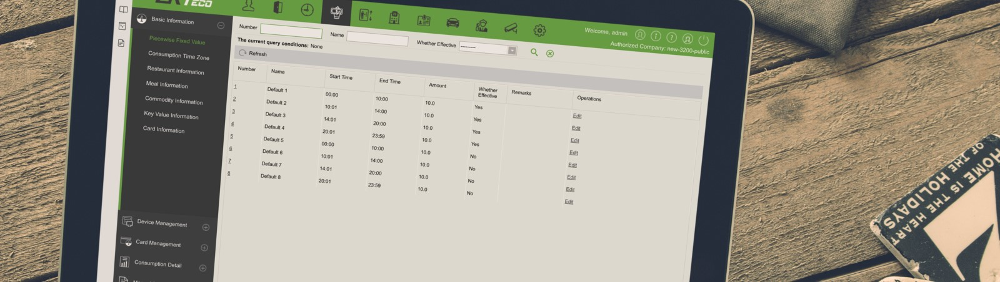 TECO
Welcome, admin
Authorized Company: new-3200-public
Basic Information
Piecewise Fixed Value
Consumption Time Zone
Restaurant Information
Meal Information
Commodity Information
Key Value Information
Card Information
Device Management
Card Management
Consumption Detail
Number Name Whether Effective ----------
The current query conditions: None
Refresh
Number Name Start Time End Time Amount Whether Effective Remarks Operations
1 Default 1 00:00 10:00 10.0 Yes Edit
2 Default 2 10:01 14:00 10.0 Yes Edit
3 Default 3 14:01 20:00 10.0 Yes Edit
4 Default 4 20:01 23:59 10.0 Yes Edit
5 Default 5 00:00 10:00 10.0 No Edit
6 Default 6 10:01 14:00 10.0 No Edit
7 Default 7 14:01 20:00 10.0 No Edit
8 Default 8 20:01 23:59 10.0 No Edit
HOME IS THE HEART
OF THE HOLIDAYS